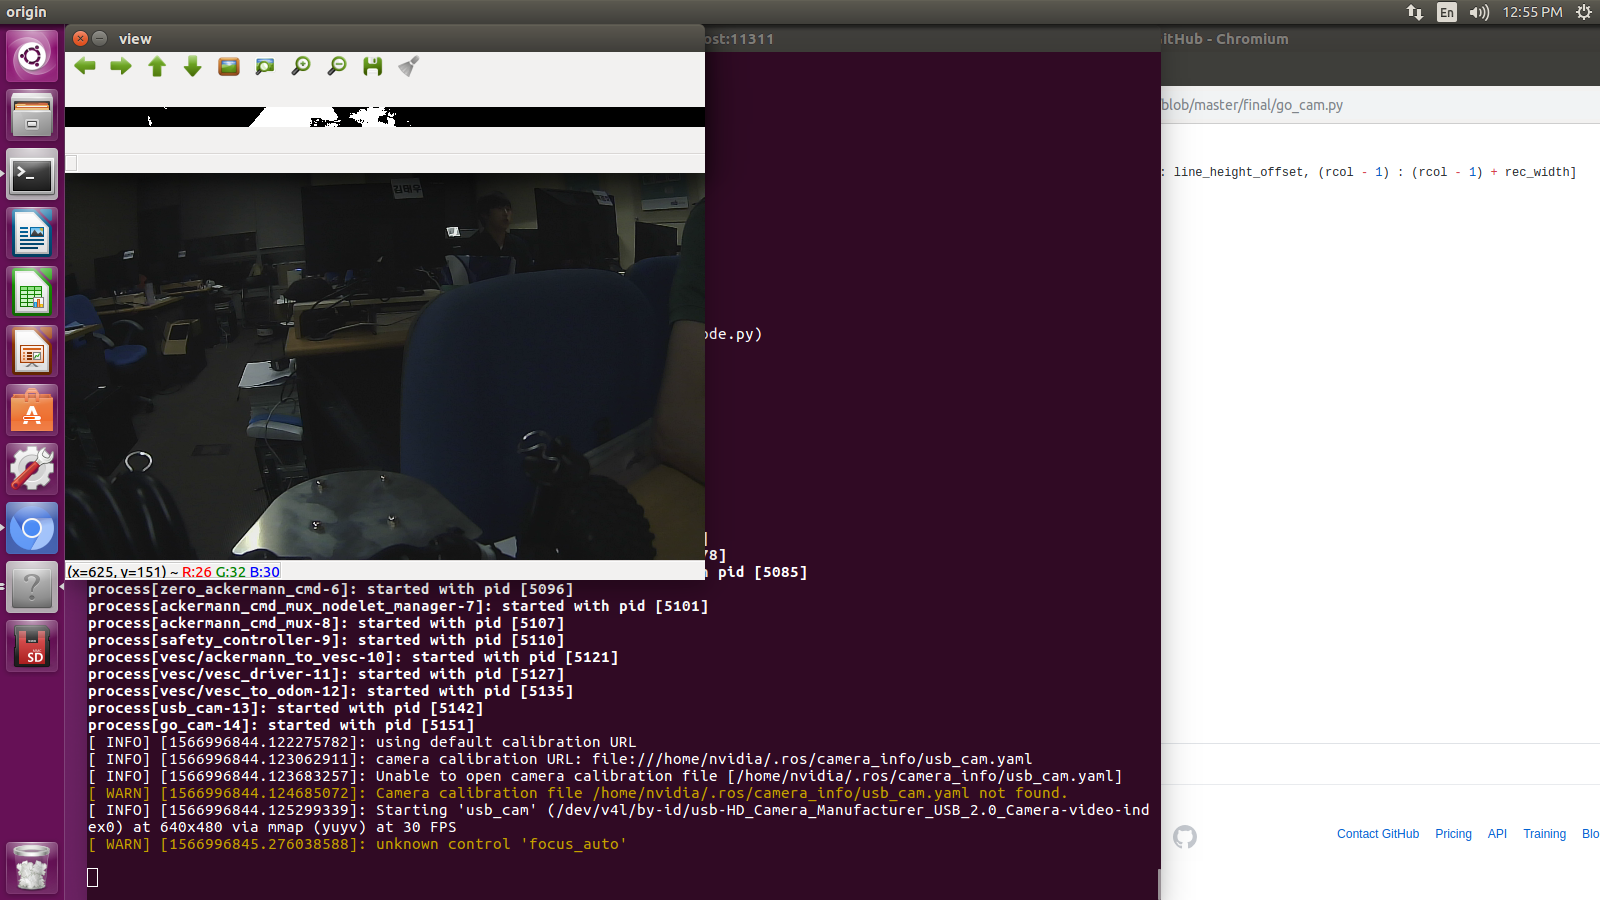 origin
En
12:55 PM
view
ost:11311
itHub - Chromium
blob/master/final/go_cam.py
: line_height_offset, (rcol - 1) : (rcol - 1) + rec_width]
ode.py)
]
78]
(x=625, y=151) ~ R:26 G:32 B:30
pid [5085]
process[zero_ackermann_cmd-6]: started with pid [5096]
process[ackermann_cmd_mux_nodelet_manager-7]: started with pid [5101]
process[ackermann_cmd_mux-8]: started with pid [5107]
process[safety_controller-9]: started with pid [5110]
process[vesc/ackermann_to_vesc-10]: started with pid [5121]
process[vesc/vesc_driver-11]: started with pid [5127]
process[vesc/vesc_to_odom-12]: started with pid [5135]
process[usb_cam-13]: started with pid [5142]
process[go_cam-14]: started with pid [5151]
[ INFO] [1566996844.122275782]: using default calibration URL
[ INFO] [1566996844.123062911]: camera calibration URL: file:///home/nvidia/.ros/camera_info/usb_cam.yaml
[ INFO] [1566996844.123683257]: Unable to open camera calibration file [/home/nvidia/.ros/camera_info/usb_cam.yaml]
[ WARN] [1566996844.124685072]: Camera calibration file /home/nvidia/.ros/camera_info/usb_cam.yaml not found.
[ INFO] [1566996844.125299339]: Starting 'usb_cam' (/dev/v4l/by-id/usb-HD_Camera_Manufacturer_USB_2.0_Camera-video-ind
ex0) at 640x480 via mmap (yuyv) at 30 FPS
[ WARN] [1566996845.276038588]: unknown control 'focus_auto'
SD
Contact GitHub Pricing API Training Blo